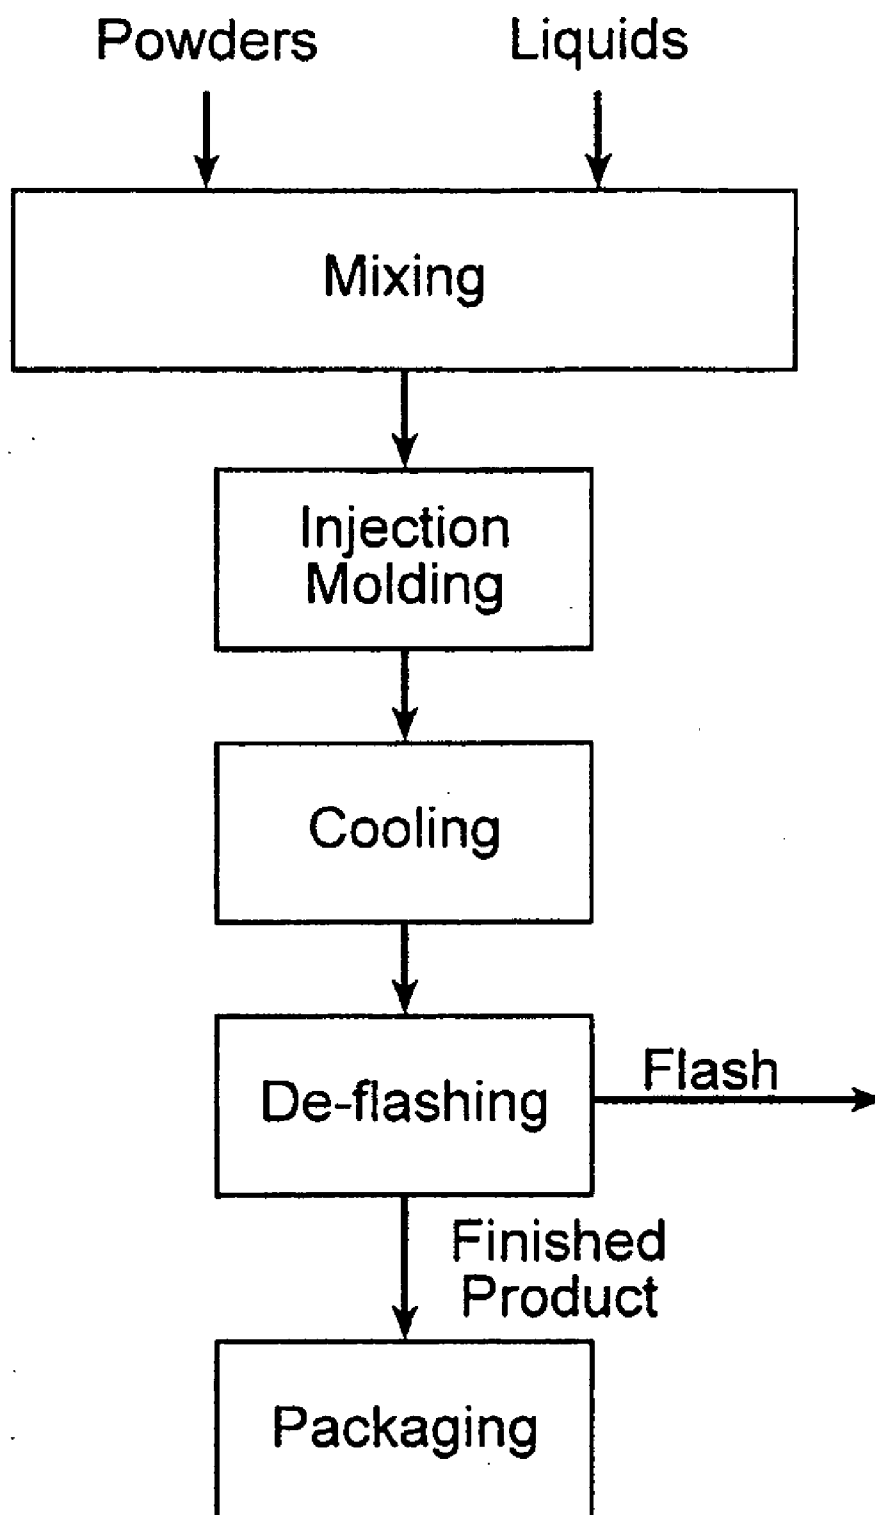 Powders
Liquids
Mixing
Injection
Molding
Cooling
De-flashing
Flash
Finished
Product
Packaging